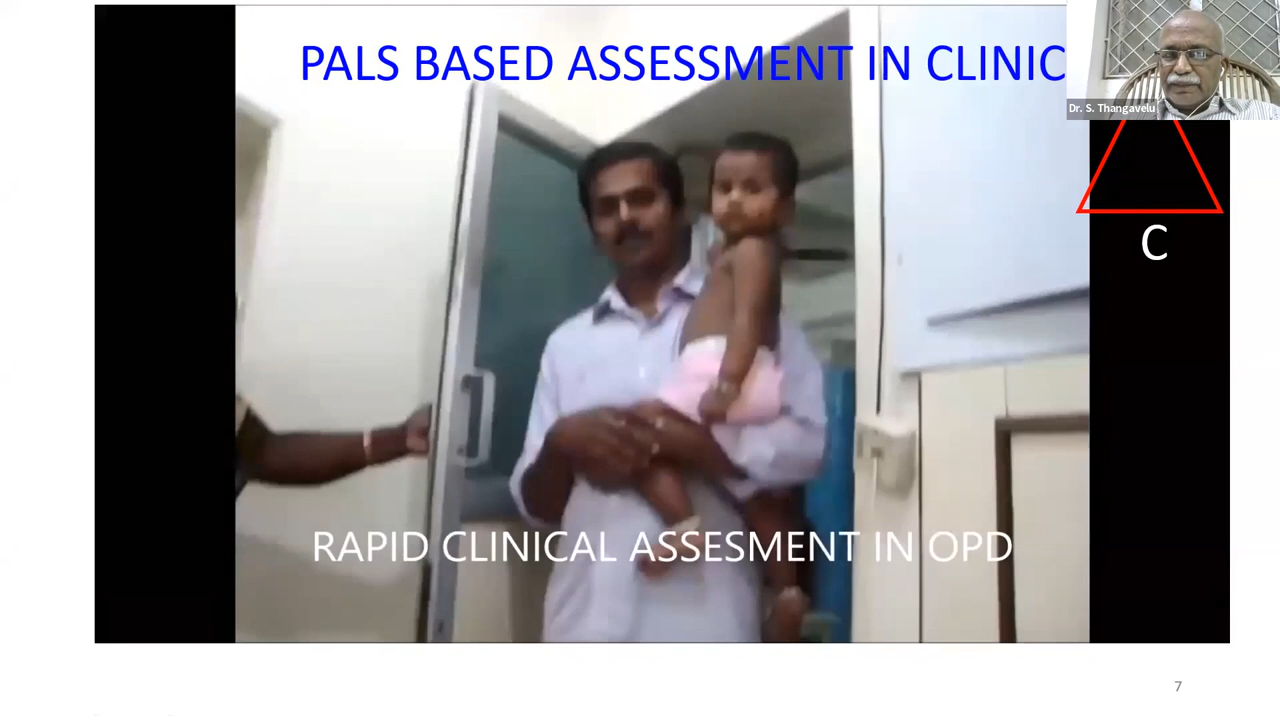 PALS BASED ASSESSMENT IN CLINIC
Dr. S. Thangavelu
C
RAPID CLINICAL ASSESMENT IN OPD
7